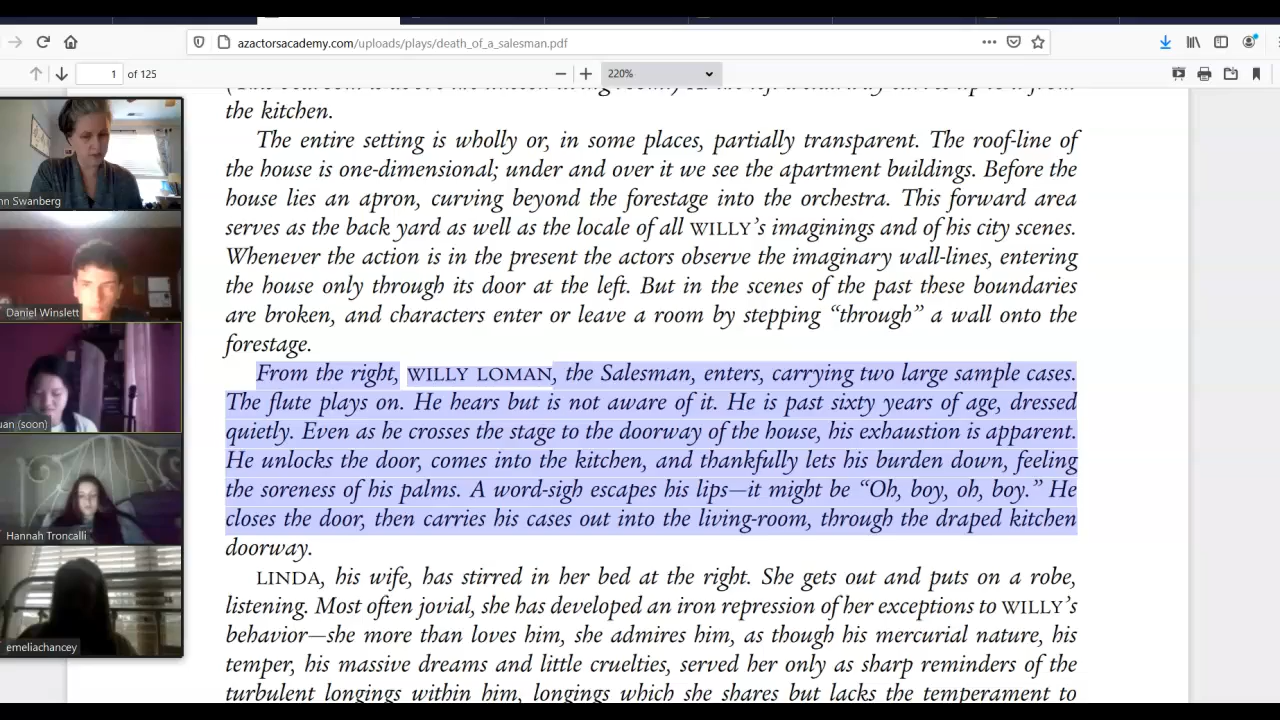 azactorsacademy.com/uploads/plays/death_of_a_salesman.pdf
1 of 125
220%
the kitchen.
The entire setting is wholly or, in some places, partially transparent. The roof-line of
the house is one-dimensional; under and over it we see the apartment buildings. Before the
house lies an apron, curving beyond the forestage into the orchestra. This forward area
serves as the back yard as well as the locale of all WILLY's imaginings and of his city scenes.
Whenever the action is in the present the actors observe the imaginary wall-lines, entering
the house only through its door at the left. But in the scenes of the past these boundaries
are broken, and characters enter or leave a room by stepping “through” a wall onto the
forestage.
From the right, WILLY LOMAN, the Salesman, enters, carrying two large sample cases.
The flute plays on. He hears but is not aware of it. He is past sixty years of age, dressed
quietly. Even as he crosses the stage to the doorway of the house, his exhaustion is apparent.
He unlocks the door, comes into the kitchen, and thankfully lets his burden down, feeling
the soreness of his palms. A word-sigh escapes his lips—it might be “Oh, boy, oh, boy.” He
closes the door, then carries his cases out into the living-room, through the draped kitchen
doorway.
LINDA, his wife, has stirred in her bed at the right. She gets out and puts on a robe,
listening. Most often jovial, she has developed an iron repression of her exceptions to WILLY's
behavior—she more than loves him, she admires him, as though his mercurial nature, his
temper, his massive dreams and little cruelties, served her only as sharp reminders of the
turbulent longings within him, longings which she shares but lacks the temperament to
nn Swanberg
Daniel Winslett
uan (soon)
Hannah Troncalli
emeliachancey